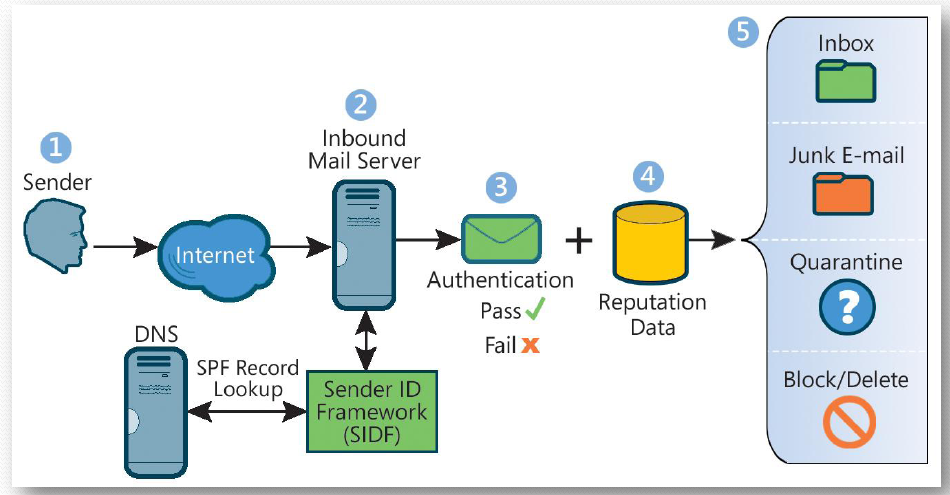 1
Sender
Internet
2
Inbound
Mail Server
DNS
SPF Record
Lookup
Sender ID
Framework
(SIDF)
3
Authentication
Pass
Fail
4
Reputation
Data
5
Inbox
Junk E-mail
Quarantine
?
Block/Delete